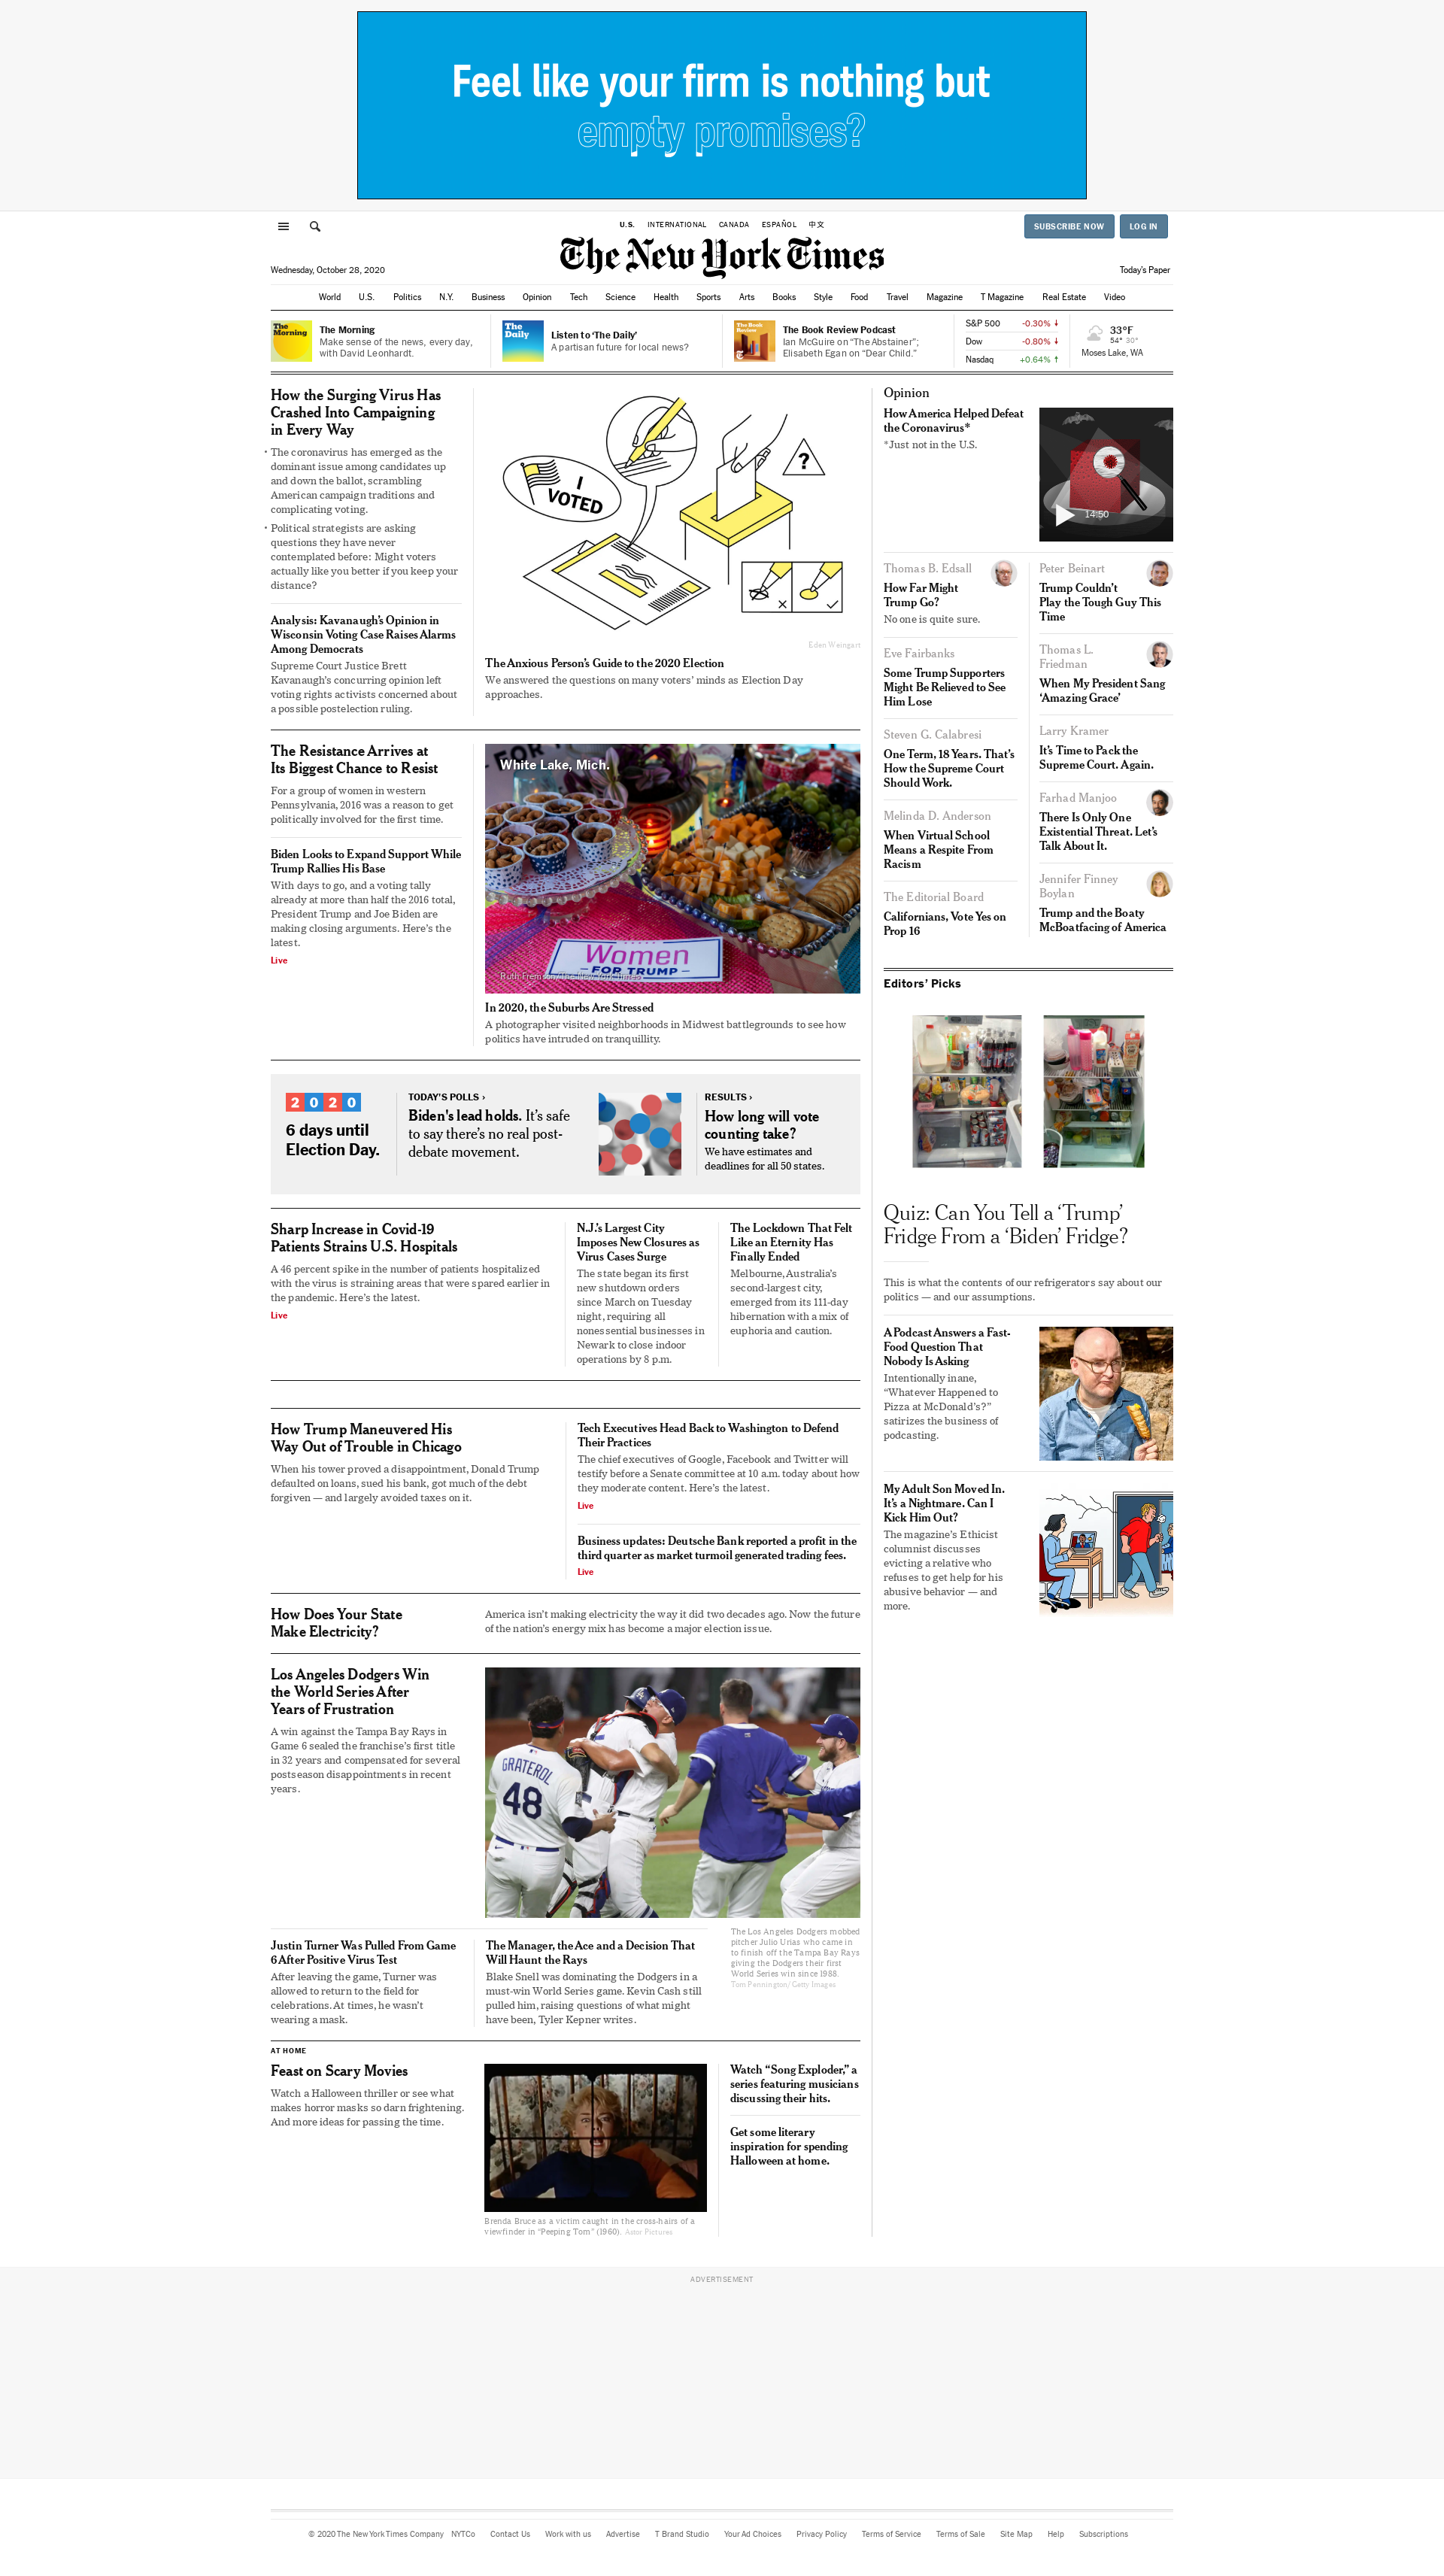 Feel like your firm is nothing but
empty promises?
U.S. INTERNATIONAL CANADA ESPAÑOL 中文
SUBSCRIBE NOW LOG IN
The New York Times
Wednesday, October 28, 2020
Today's Paper
World U.S. Politics N.Y. Business Opinion Tech Science Health Sports Arts Books Style Food Travel Magazine T Magazine Real Estate Video
The Morning
The Morning
Make sense of the news, every day,
with David Leonhardt.
The Daily
Listen to ‘The Daily’
A partisan future for local news?
The Book Review
The Book Review Podcast
Ian McGuire on “The Abstainer”;
Elisabeth Egan on “Dear Child.”
S&P 500 -0.30%
Dow -0.80%
Nasdaq +0.64%
33°F
54° 30°
Moses Lake, WA
How the Surging Virus Has
Crashed Into Campaigning
in Every Way
• The coronavirus has emerged as the
dominant issue among candidates up
and down the ballot, scrambling
American campaign traditions and
complicating voting.
• Political strategists are asking
questions they have never
contemplated before: Might voters
actually like you better if you keep your
distance?
Analysis: Kavanaugh’s Opinion in
Wisconsin Voting Case Raises Alarms
Among Democrats
Supreme Court Justice Brett
Kavanaugh’s concurring opinion left
voting rights activists concerned about
a possible postelection ruling.
I
VOTED
?
Eden Weingart
The Anxious Person’s Guide to the 2020 Election
We answered the questions on many voters’ minds as Election Day
approaches.
The Resistance Arrives at
Its Biggest Chance to Resist
For a group of women in western
Pennsylvania, 2016 was a reason to get
politically involved for the first time.
Biden Looks to Expand Support While
Trump Rallies His Base
With days to go, and a voting tally
already at more than half the 2016 total,
President Trump and Joe Biden are
making closing arguments. Here’s the
latest.
Live
FOR
White Lake, Mich.
Women
FOR TRUMP
Ruth Fremson/The New York Times
In 2020, the Suburbs Are Stressed
A photographer visited neighborhoods in Midwest battlegrounds to see how
politics have intruded on tranquillity.
2020
6 days until
Election Day.
TODAY’S POLLS ›
Biden's lead holds. It’s safe
to say there’s no real post-
debate movement.
RESULTS ›
How long will vote
counting take?
We have estimates and
deadlines for all 50 states.
Sharp Increase in Covid-19
Patients Strains U.S. Hospitals
A 46 percent spike in the number of patients hospitalized
with the virus is straining areas that were spared earlier in
the pandemic. Here’s the latest.
Live
N.J.’s Largest City
Imposes New Closures as
Virus Cases Surge
The state began its first
new shutdown orders
since March on Tuesday
night, requiring all
nonessential businesses in
Newark to close indoor
operations by 8 p.m.
The Lockdown That Felt
Like an Eternity Has
Finally Ended
Melbourne, Australia’s
second-largest city,
emerged from its 111-day
hibernation with a mix of
euphoria and caution.
How Trump Maneuvered His
Way Out of Trouble in Chicago
When his tower proved a disappointment, Donald Trump
defaulted on loans, sued his bank, got much of the debt
forgiven — and largely avoided taxes on it.
Tech Executives Head Back to Washington to Defend
Their Practices
The chief executives of Google, Facebook and Twitter will
testify before a Senate committee at 10 a.m. today about how
they moderate content. Here’s the latest.
Live
Business updates: Deutsche Bank reported a profit in the
third quarter as market turmoil generated trading fees.
Live
How Does Your State
Make Electricity?
America isn’t making electricity the way it did two decades ago. Now the future
of the nation’s energy mix has become a major election issue.
Los Angeles Dodgers Win
the World Series After
Years of Frustration
A win against the Tampa Bay Rays in
Game 6 sealed the franchise’s first title
in 32 years and compensated for several
postseason disappointments in recent
years.
GRATEROL
48
The Los Angeles Dodgers mobbed
pitcher Julio Urías who came in
to finish off the Tampa Bay Rays
giving the Dodgers their first
World Series win since 1988.
Tom Pennington/Getty Images
Justin Turner Was Pulled From Game
6 After Positive Virus Test
After leaving the game, Turner was
allowed to return to the field for
celebrations. At times, he wasn’t
wearing a mask.
The Manager, the Ace and a Decision That
Will Haunt the Rays
Blake Snell was dominating the Dodgers in a
must-win World Series game. Kevin Cash still
pulled him, raising questions of what might
have been, Tyler Kepner writes.
AT HOME
Feast on Scary Movies
Watch a Halloween thriller or see what
makes horror masks so darn frightening.
And more ideas for passing the time.
Brenda Bruce as a victim caught in the cross-hairs of a
viewfinder in “Peeping Tom” (1960). Astor Pictures
Watch “Song Exploder,” a
series featuring musicians
discussing their hits.
Get some literary
inspiration for spending
Halloween at home.
Opinion
How America Helped Defeat
the Coronavirus*
*Just not in the U.S.
14:50
Thomas B. Edsall
How Far Might
Trump Go?
No one is quite sure.
Eve Fairbanks
Some Trump Supporters
Might Be Relieved to See
Him Lose
Steven G. Calabresi
One Term, 18 Years. That’s
How the Supreme Court
Should Work.
Melinda D. Anderson
When Virtual School
Means a Respite From
Racism
The Editorial Board
Californians, Vote Yes on
Prop 16
Peter Beinart
Trump Couldn’t
Play the Tough Guy This
Time
Thomas L.
Friedman
When My President Sang
‘Amazing Grace’
Larry Kramer
It’s Time to Pack the
Supreme Court. Again.
Farhad Manjoo
There Is Only One
Existential Threat. Let’s
Talk About It.
Jennifer Finney
Boylan
Trump and the Boaty
McBoatfacing of America
Editors’ Picks
Quiz: Can You Tell a ‘Trump’
Fridge From a ‘Biden’ Fridge?
This is what the contents of our refrigerators say about our
politics — and our assumptions.
A Podcast Answers a Fast-
Food Question That
Nobody Is Asking
Intentionally inane,
“Whatever Happened to
Pizza at McDonald’s?”
satirizes the business of
podcasting.
My Adult Son Moved In.
It’s a Nightmare. Can I
Kick Him Out?
The magazine’s Ethicist
columnist discusses
evicting a relative who
refuses to get help for his
abusive behavior — and
more.
ADVERTISEMENT
© 2020 The New York Times Company NYTCo Contact Us Work with us Advertise T Brand Studio Your Ad Choices Privacy Policy Terms of Service Terms of Sale Site Map Help Subscriptions